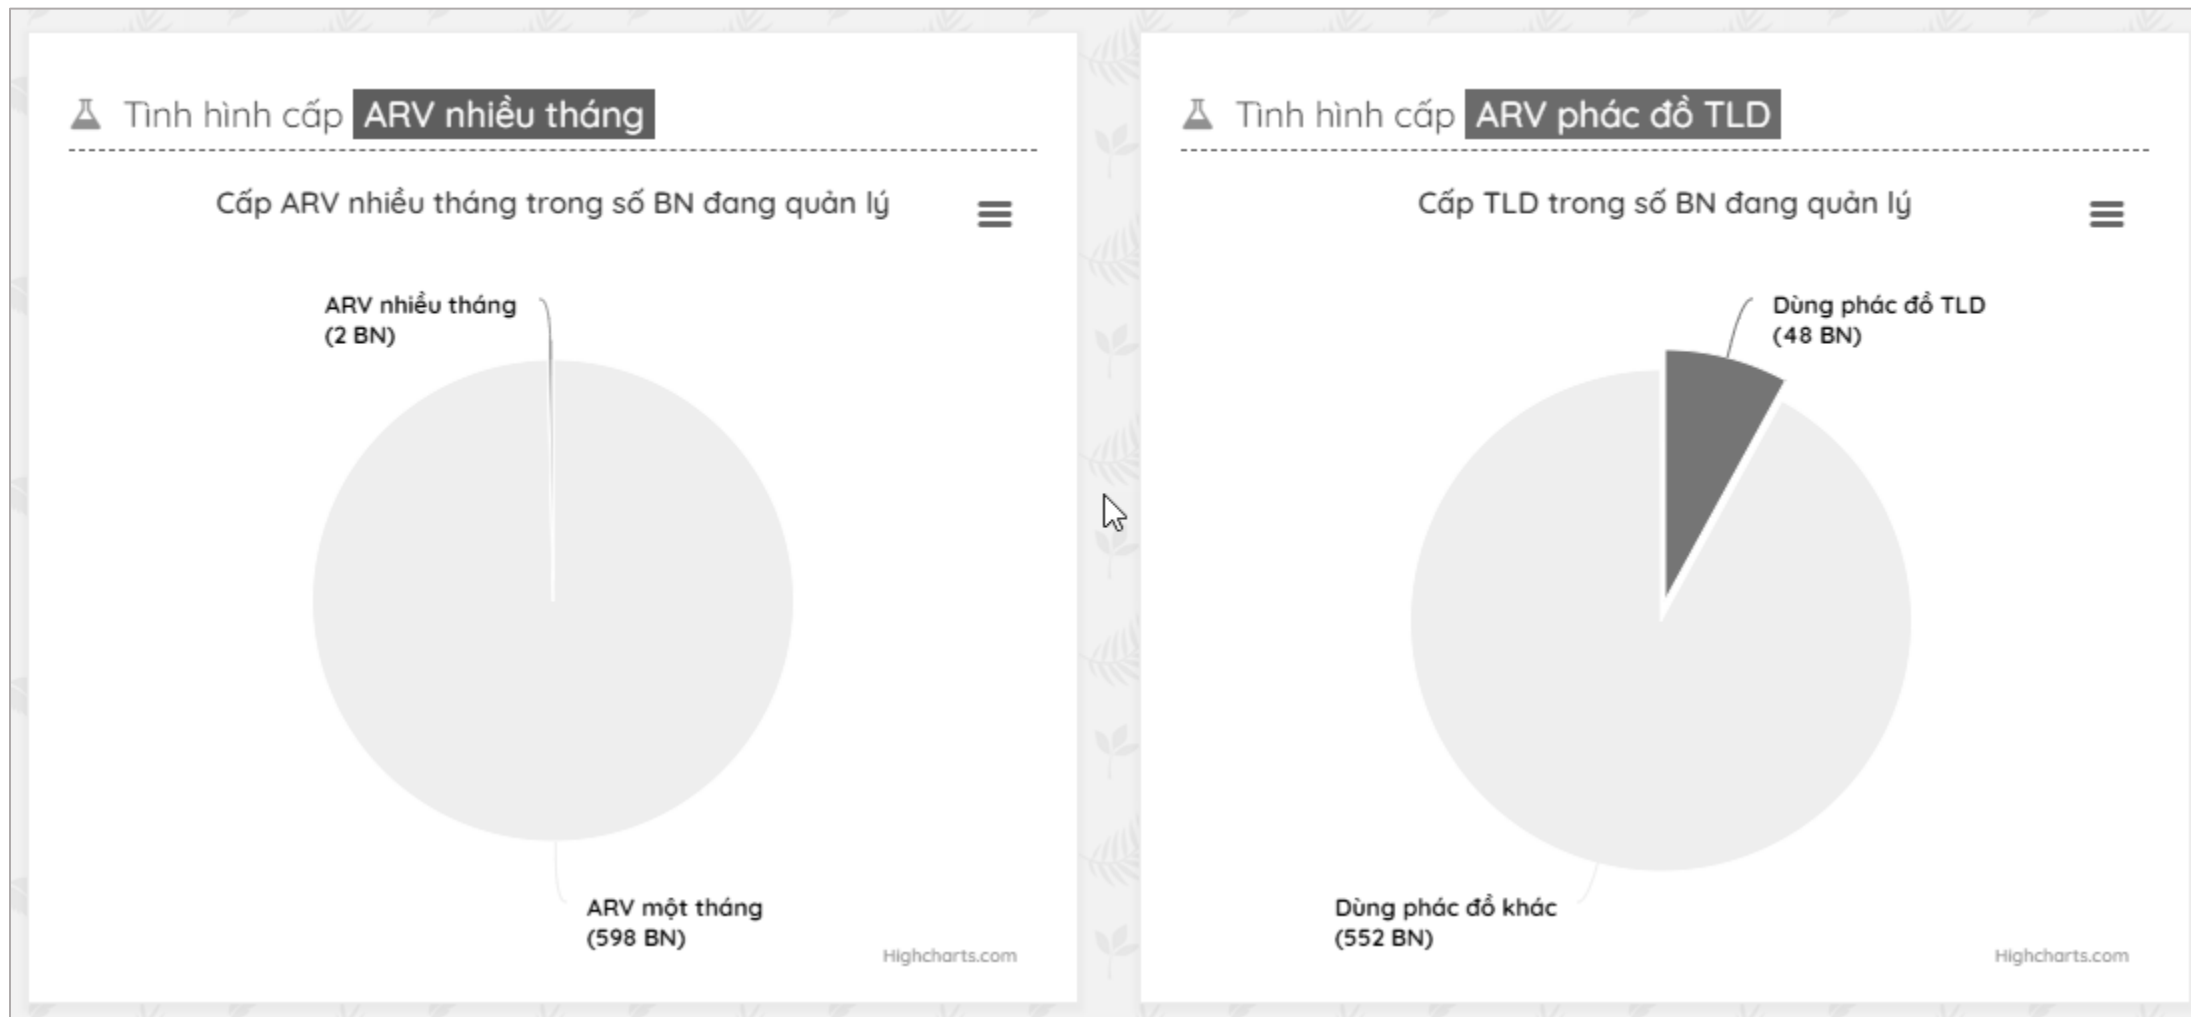 Tình hình cấp ARV nhiều tháng
Cấp ARV nhiều tháng trong số BN đang quản lý
ARV nhiều tháng
(2 BN)
ARV một tháng
(598 BN)
Highcharts.com
Tình hình cấp ARV phác đồ TLD
Cấp TLD trong số BN đang quản lý
Dùng phác đồ TLD
(48 BN)
Dùng phác đồ khác
(552 BN)
Highcharts.com